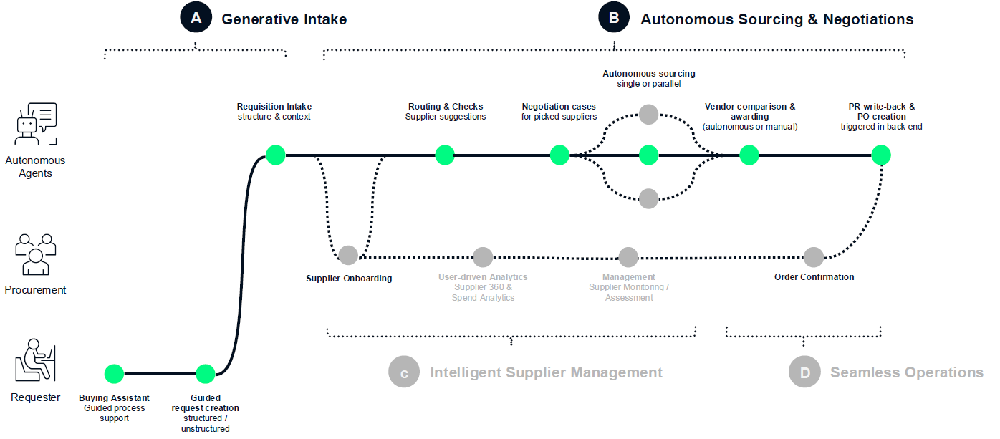 A
Generative Intake
B
Autonomous Sourcing & Negotiations
Autonomous
Agents
Requisition Intake
structure & context
Routing & Checks
Supplier suggestions
Negotiation cases
for picked suppliers
Autonomous sourcing
single or parallel
Vendor comparison &
awarding
(autonomous or manual)
PR write-back &
PO creation
triggered in back-end
Procurement
Supplier Onboarding
User-driven Analytics
Supplier 360 &
Spend Analytics
Management
Supplier Monitoring /
Assessment
Order Confirmation
c
Intelligent Supplier Management
D
Seamless Operations
Requester
Buying Assistant
Guided process
support
Guided
request creation
structured /
unstructured